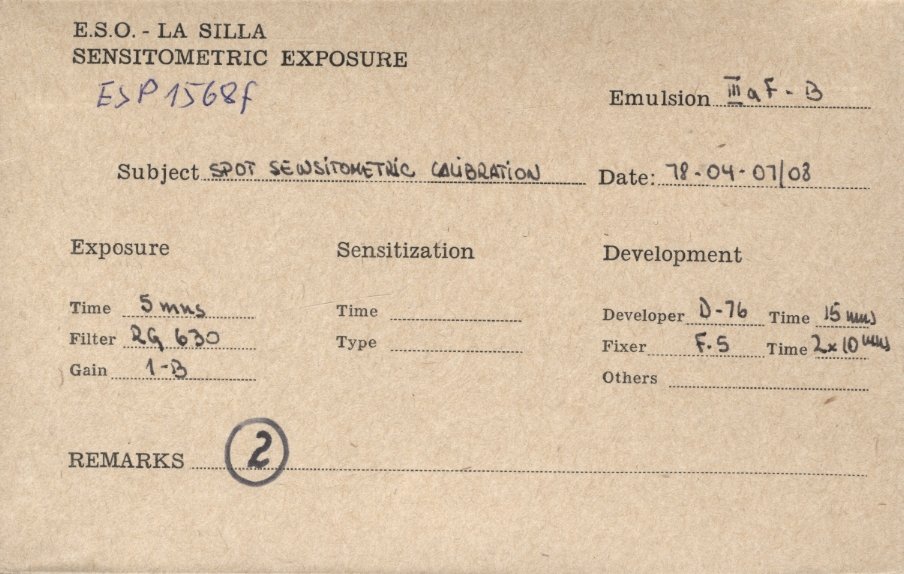 E.S.O. - LA SILLA
SENSITOMETRIC EXPOSURE
ESP1568f
Emulsion IIIaF-B
Subject SPOT SENSITOMETRIC CALIBRATION Date: 78-04-07/08
Exposure Sensitization Development
Time 5 mns Time Developer D-76 Time 15 mns
Filter RG 630 Type Fixer F-5 Time 2x10 mns
Gain 1-B Others
REMARKS 2